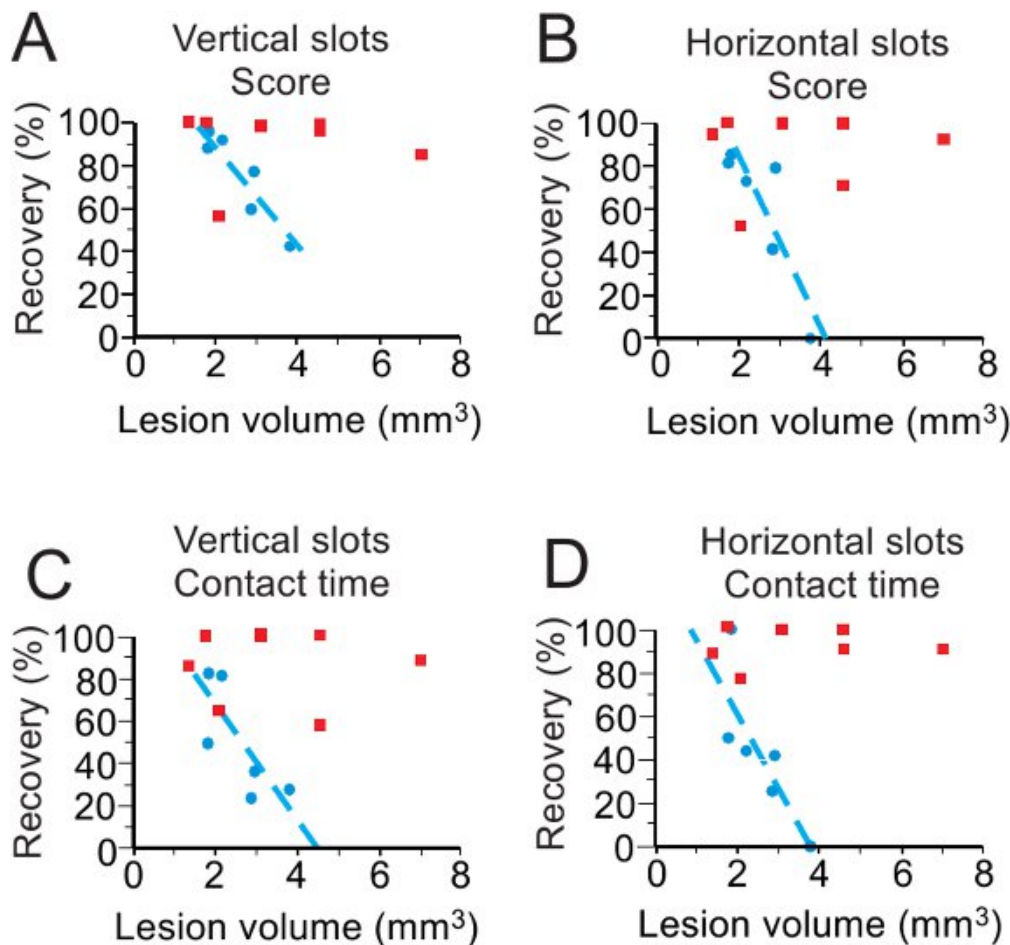 A
Vertical slots
Score
Recovery (%)
100
80
60
40
20
0
0 2 4 6 8
Lesion volume (mm³)
B
Horizontal slots
Score
Recovery (%)
100
80
60
40
20
0
0 2 4 6 8
Lesion volume (mm³)
C
Vertical slots
Contact time
Recovery (%)
100
80
60
40
20
0
0 2 4 6 8
Lesion volume (mm³)
D
Horizontal slots
Contact time
Recovery (%)
100
80
60
40
20
0
0 2 4 6 8
Lesion volume (mm³)